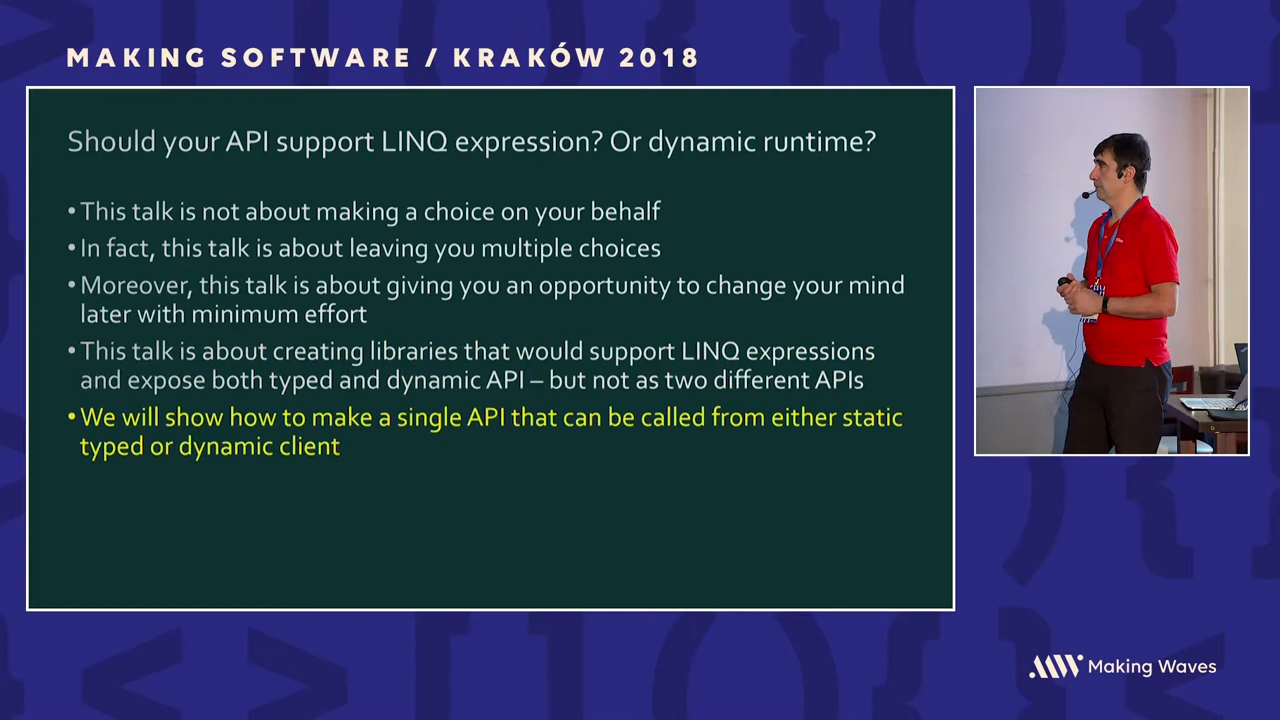 MAKING SOFTWARE / KRAKÓW 2018
Should your API support LINQ expression? Or dynamic runtime?
•This talk is not about making a choice on your behalf
•In fact, this talk is about leaving you multiple choices
•Moreover, this talk is about giving you an opportunity to change your mind
later with minimum effort
•This talk is about creating libraries that would support LINQ expressions
and expose both typed and dynamic API – but not as two different APIs
•We will show how to make a single API that can be called from either static
typed or dynamic client
Making Waves